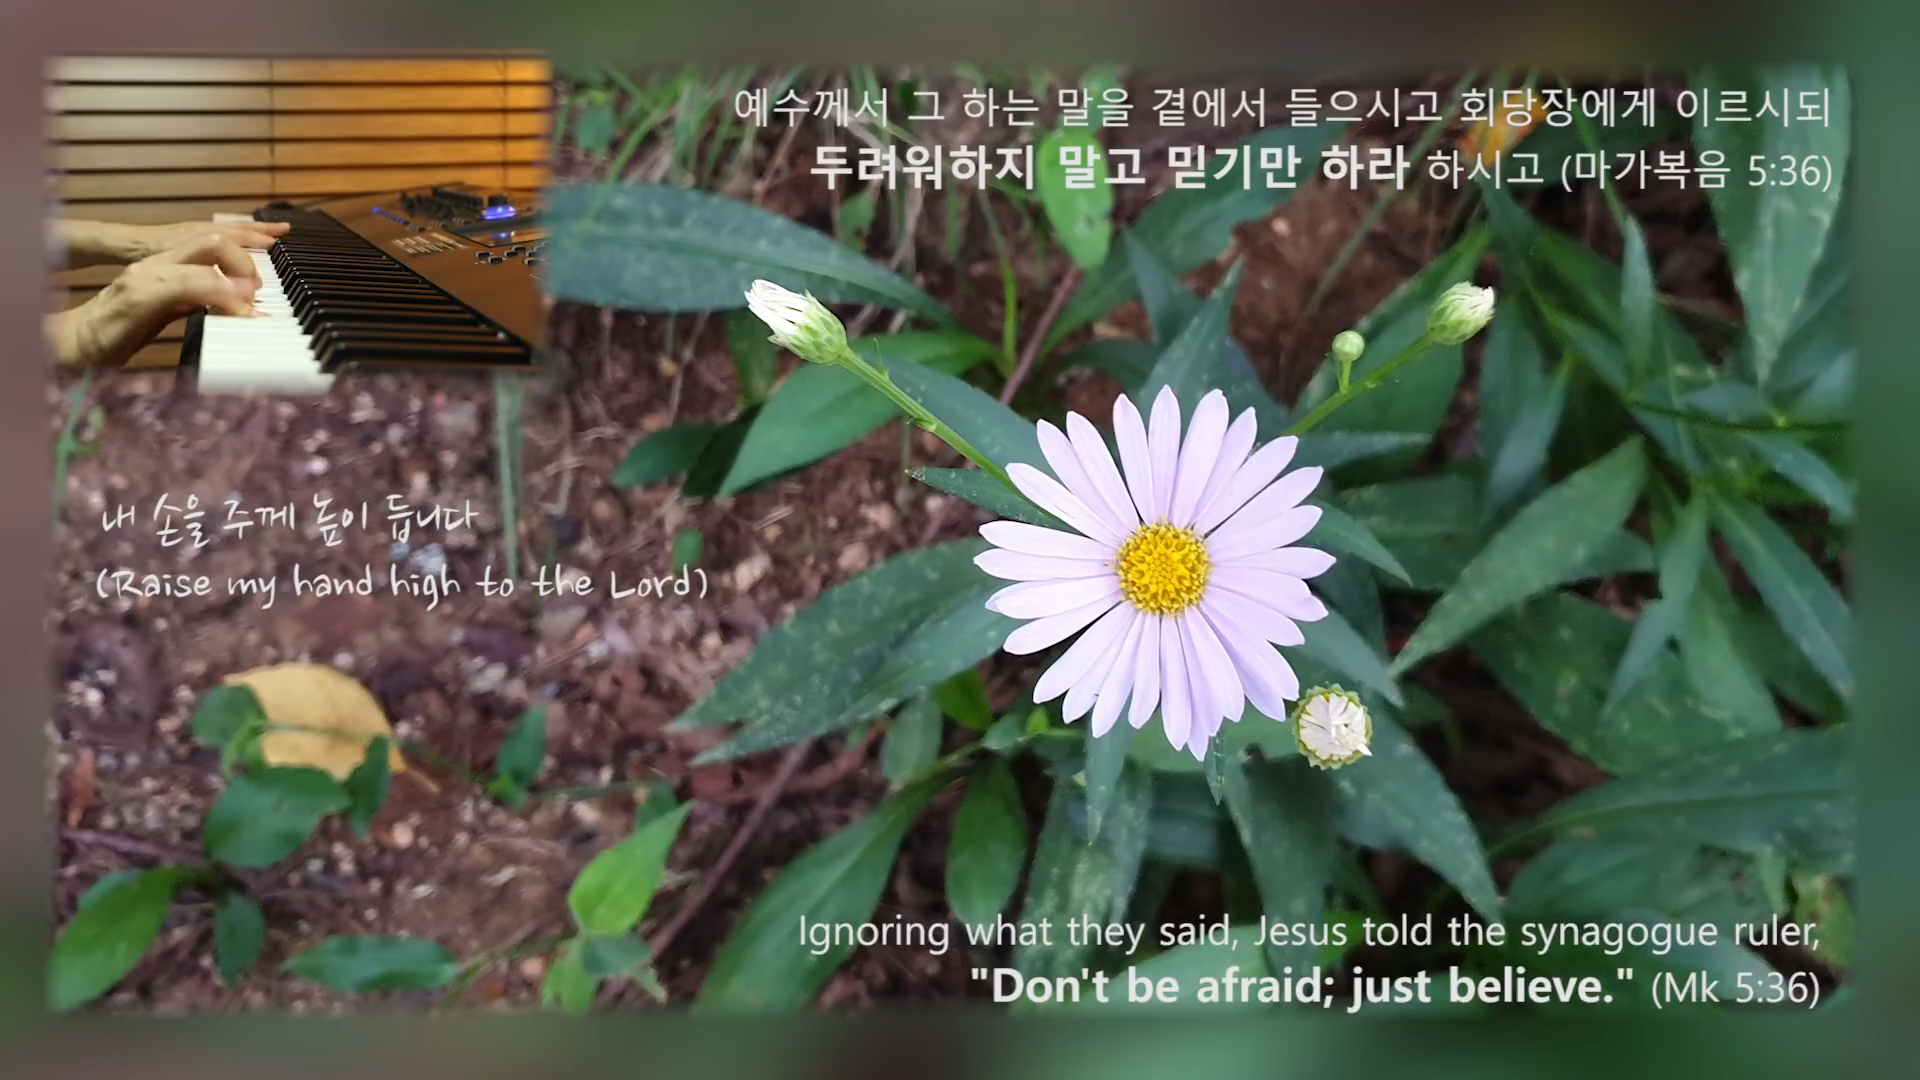 예수께서 그 하는 말을 곁에서 들으시고 회당장에게 이르시되
두려워하지 말고 믿기만 하라 하시고 (마가복음 5:36)
내 손을 주께 높이 듭니다
(Raise my hand high to the Lord)
Ignoring what they said, Jesus told the synagogue ruler,
"Don't be afraid; just believe." (Mk 5:36)